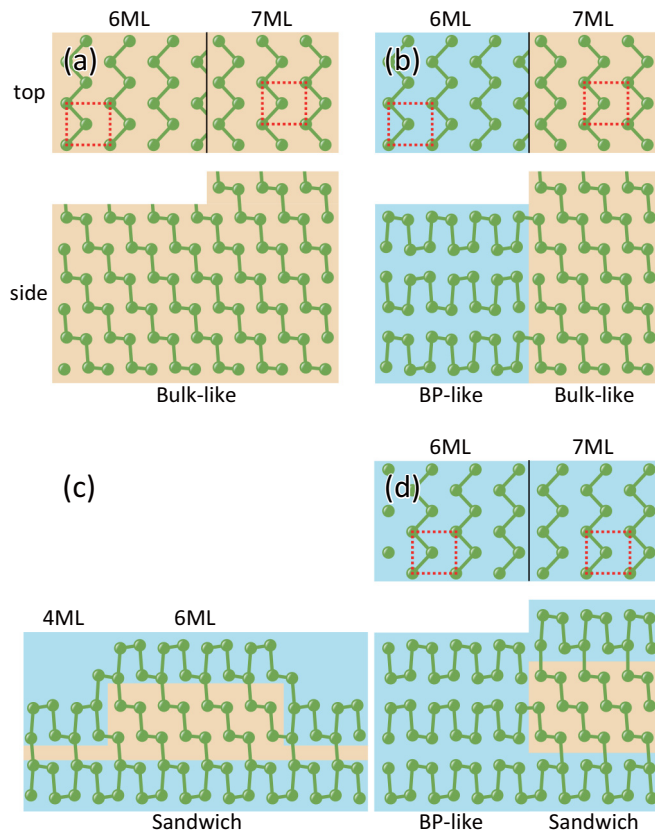 6ML 7ML
(a)
top
side
Bulk-like
6ML 7ML
(b)
BP-like Bulk-like
(c)
4ML 6ML
Sandwich
6ML 7ML
(d)
BP-like Sandwich